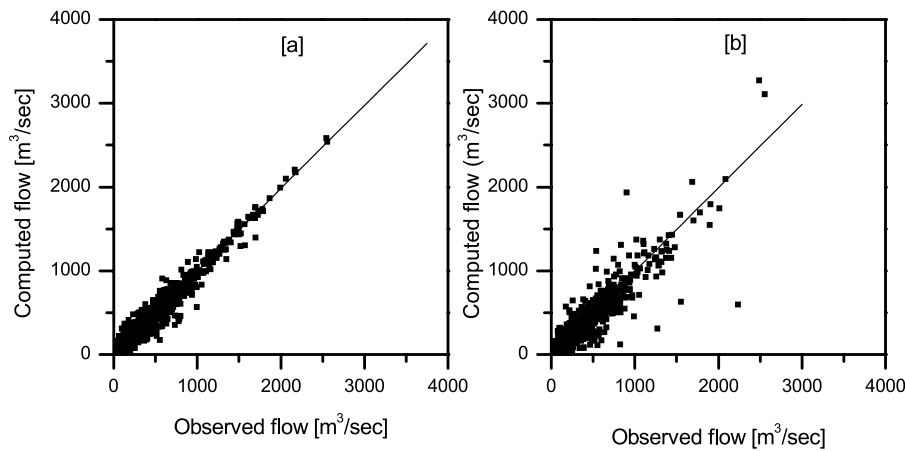 [a]
Computed flow [m³/sec]
4000
3000
2000
1000
0
0 1000 2000 3000 4000
Observed flow [m³/sec]
[b]
Computed flow (m³/sec]
4000
3000
2000
1000
0
0 1000 2000 3000 4000
Observed flow [m³/sec]